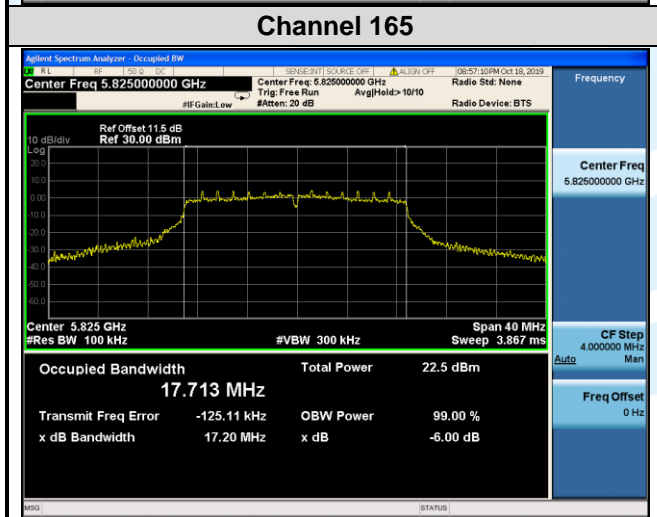 Channel 165
Agilent Spectrum Analyzer - Occupied BW
RL RF 50 Ω DC SENSE:INT SOURCE OFF ALIGN OFF 08:57:10PM Oct 18, 2019
Center Freq 5.825000000 GHz
Center Freq: 5.825000000 GHz Radio Std: None
Trig: Free Run Avg|Hold:>10/10
#IFGain:Low #Atten: 20 dB Radio Device: BTS
Frequency
Ref Offset 11.5 dB
10 dB/div Ref 30.00 dBm
Log
20.0
10.0
0.00
-10.0
-20.0
-30.0
-40.0
-50.0
-60.0
Center 5.825 GHz Span 40 MHz
#Res BW 100 kHz #VBW 300 kHz Sweep 3.867 ms
Occupied Bandwidth Total Power 22.5 dBm
17.713 MHz
Transmit Freq Error -125.11 kHz OBW Power 99.00 %
x dB Bandwidth 17.20 MHz x dB -6.00 dB
Center Freq
5.825000000 GHz
CF Step
4.000000 MHz
Auto Man
Freq Offset
0 Hz
MSG STATUS